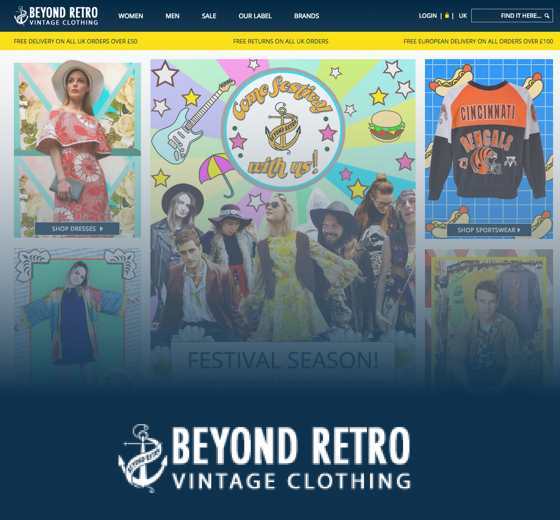 BEYOND RETRO
VINTAGE CLOTHING
WOMEN MEN SALE OUR LABEL BRANDS
LOGIN | | UK
FIND IT HERE...
FREE DELIVERY ON ALL UK ORDERS OVER £50
FREE RETURNS ON ALL UK ORDERS
FREE EUROPEAN DELIVERY ON ALL ORDERS OVER £100
Come festival
BEYOND RETRO
with us!
CINCINNATI
BENGALS
SHOP DRESSES
SHOP SPORTSWEAR
FESTIVAL SEASON!
BEYOND RETRO
BEYOND RETRO
VINTAGE CLOTHING